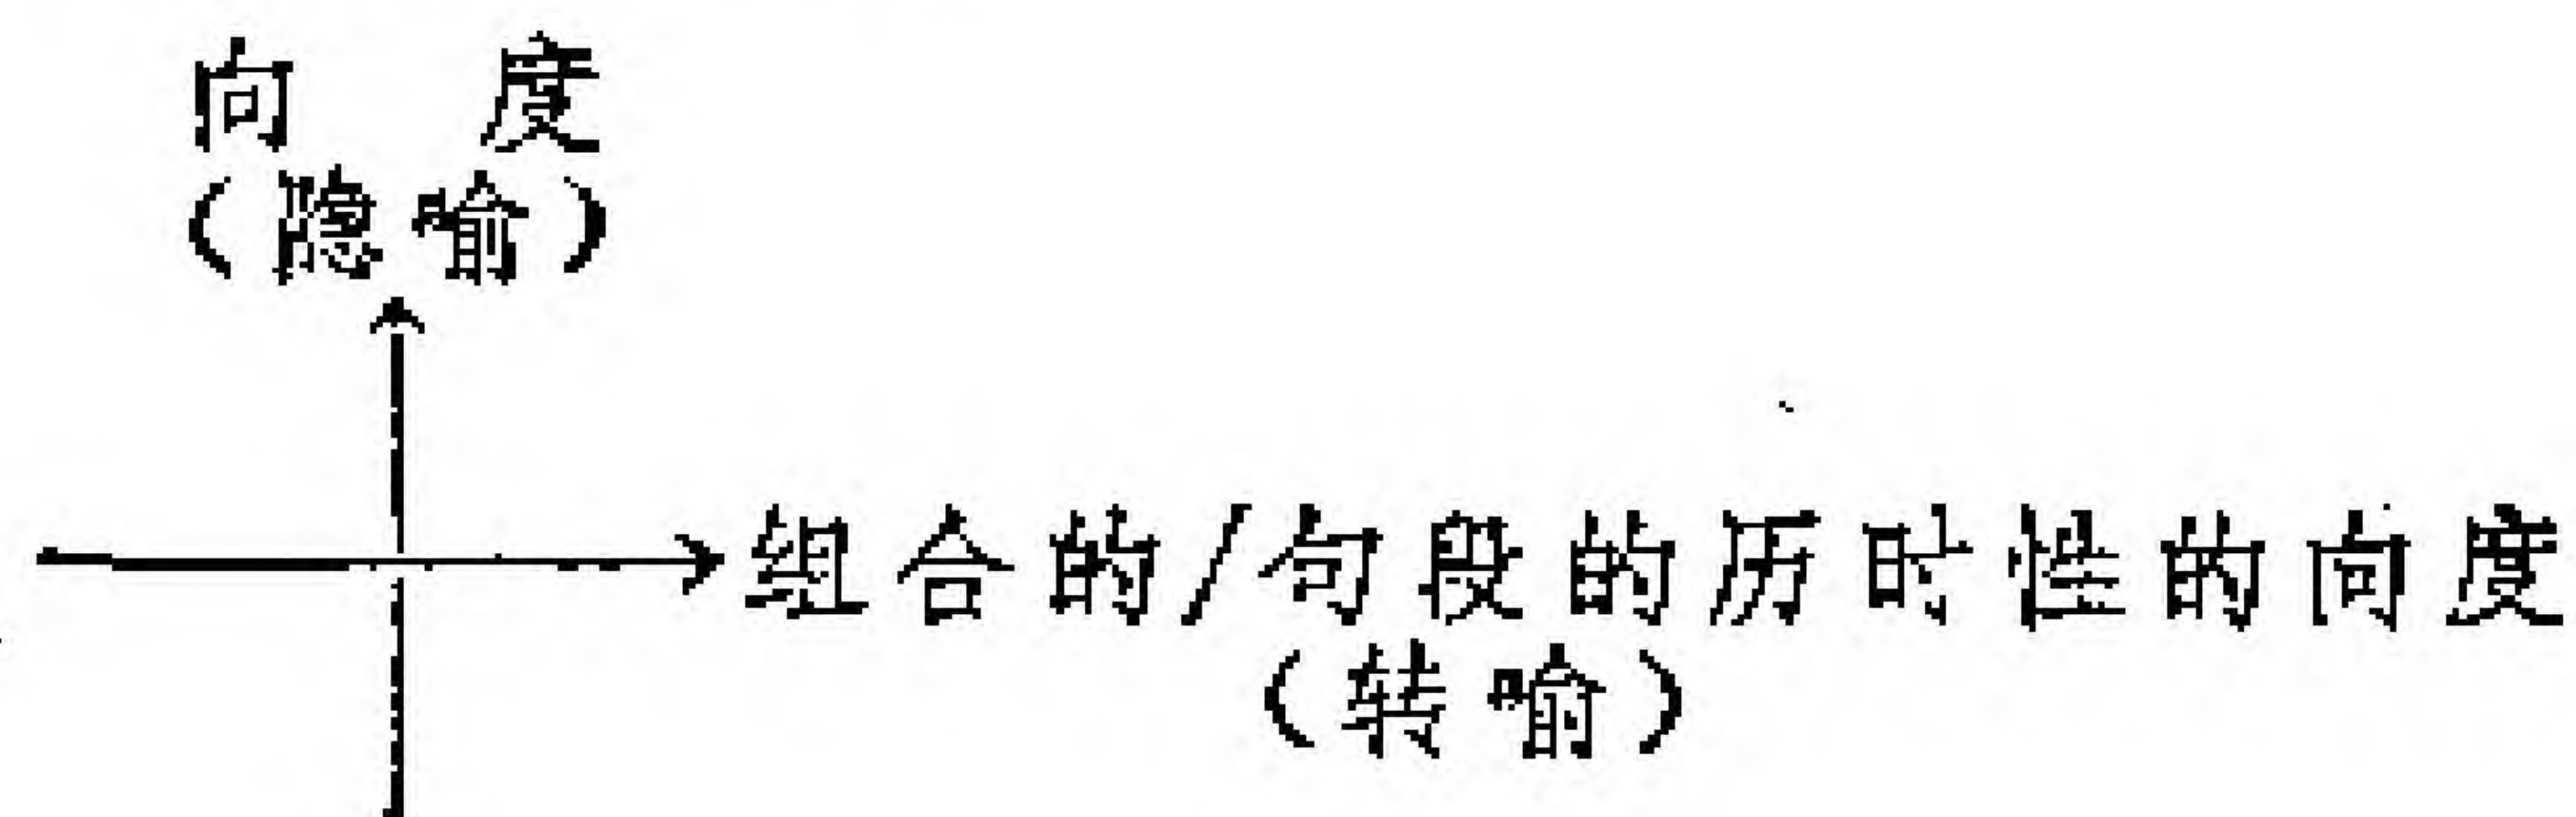 向 度
（隐喻）
组合的/句段的历时性的向度
（转喻）